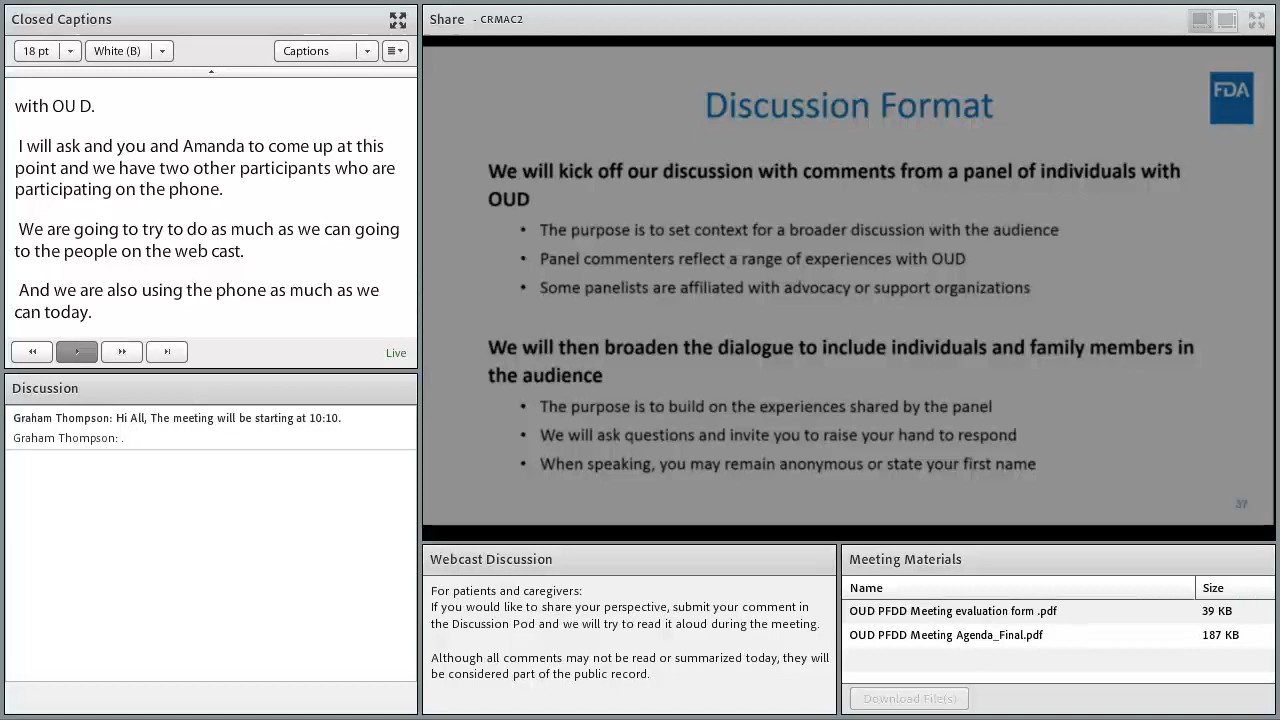 Closed Captions
18 pt
White (B)
Captions
with OU D.
I will ask and you and Amanda to come up at this
point and we have two other participants who are
participating on the phone.
We are going to try to do as much as we can going
to the people on the web cast.
And we are also using the phone as much as we
can today.
Live
Discussion
Graham Thompson: Hi All, The meeting will be starting at 10:10.
Graham Thompson: .
Share - CRMAC2
FDA
Discussion Format
We will kick off our discussion with comments from a panel of individuals with
OUD
• The purpose is to set context for a broader discussion with the audience
• Panel commenters reflect a range of experiences with OUD
• Some panelists are affiliated with advocacy or support organizations
We will then broaden the dialogue to include individuals and family members in
the audience
• The purpose is to build on the experiences shared by the panel
• We will ask questions and invite you to raise your hand to respond
• When speaking, you may remain anonymous or state your first name
37
Webcast Discussion
For patients and caregivers:
If you would like to share your perspective, submit your comment in
the Discussion Pod and we will try to read it aloud during the meeting.
Although all comments may not be read or summarized today, they will
be considered part of the public record.
Meeting Materials
Name Size
OUD PFDD Meeting evaluation form .pdf 39 KB
OUD PFDD Meeting Agenda_Final.pdf 187 KB
Download File(s)